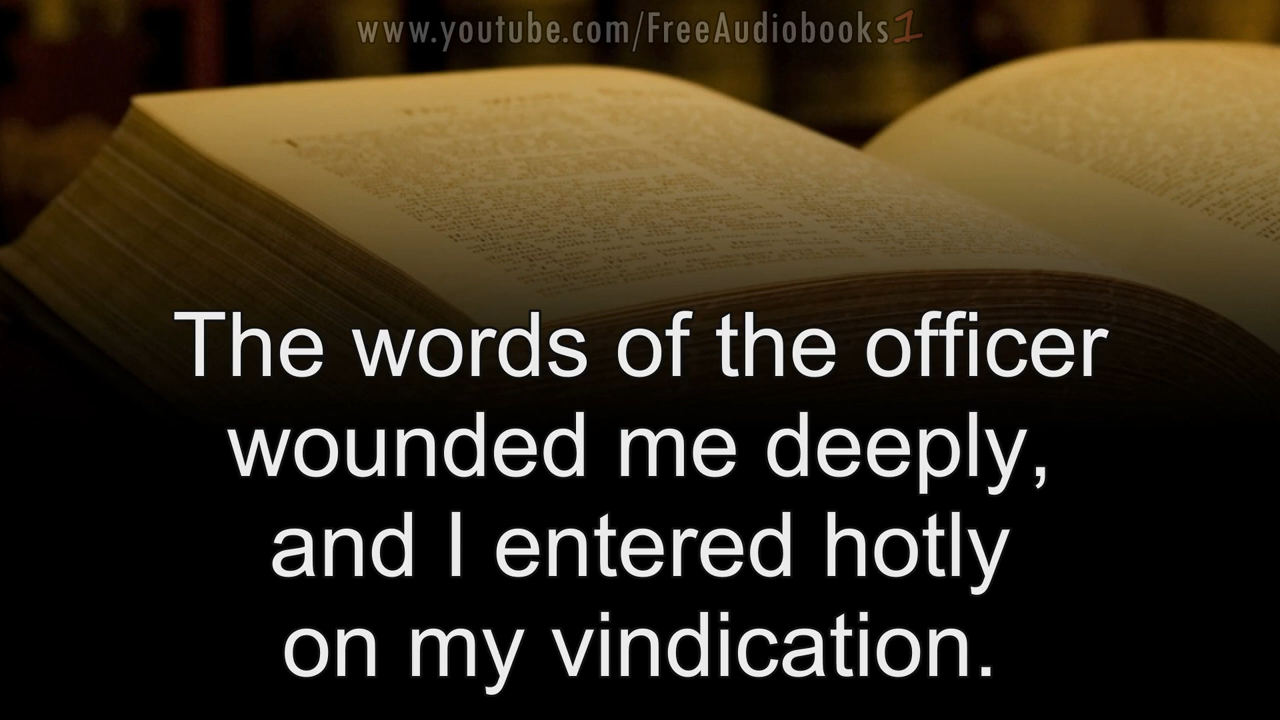 www.youtube.com/FreeAudiobooks1
The words of the officer
wounded me deeply,
and I entered hotly
on my vindication.